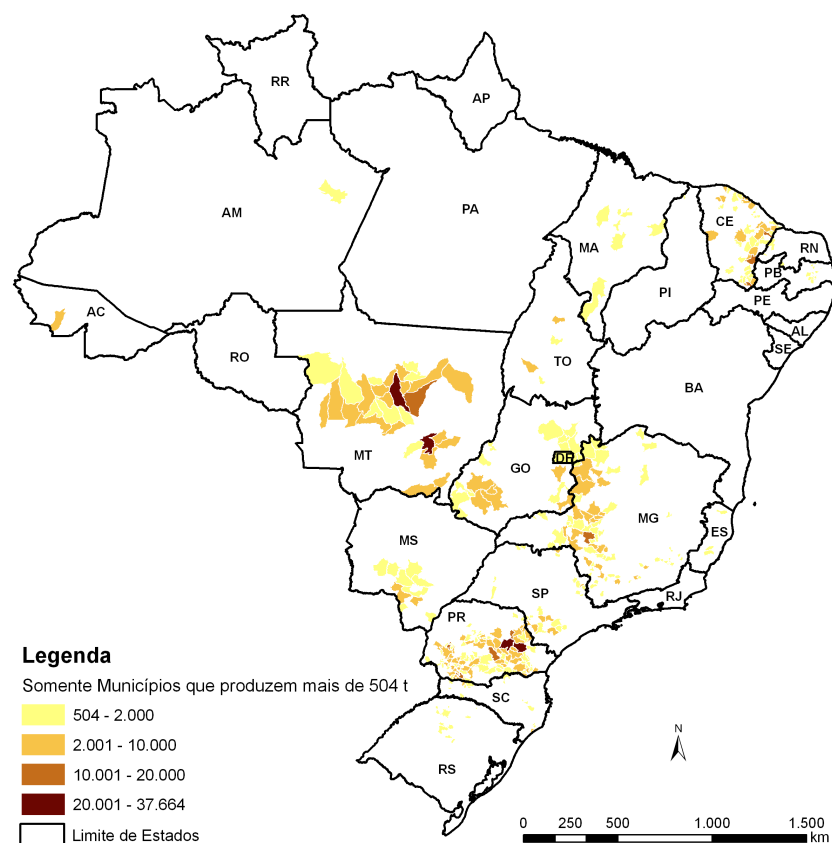 RR
AP
AM
PA
MA
CE
RN
PB
PI
PE
AL
SE
AC
RO
TO
BA
MT
GO
DF
MG
ES
MS
SP
RJ
PR
SC
RS
Legenda
Somente Municípios que produzem mais de 504 t
504 - 2.000
2.001 - 10.000
10.001 - 20.000
20.001 - 37.664
Limite de Estados
N
0 250 500 1.000 1.500
km